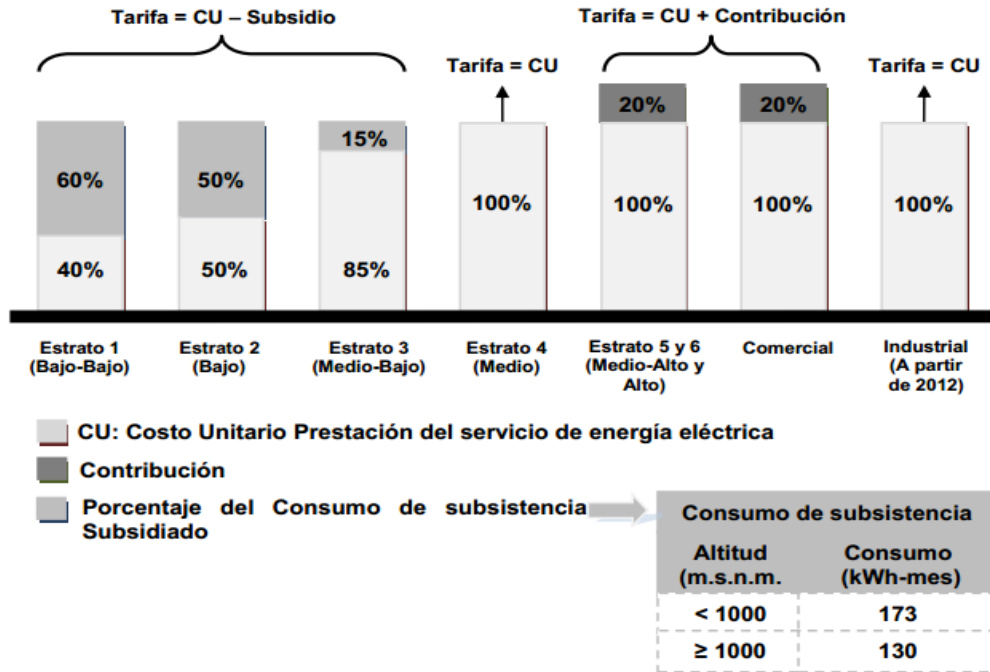 Tarifa = CU – Subsidio
Tarifa = CU + Contribución
Tarifa = CU
Tarifa = CU
20%
20%
15%
60%
50%
100%
100%
100%
100%
40%
50%
85%
Estrato 1
(Bajo-Bajo)
Estrato 2
(Bajo)
Estrato 3
(Medio-Bajo)
Estrato 4
(Medio)
Estrato 5 y 6
(Medio-Alto y
Alto)
Comercial
Industrial
(A partir
de 2012)
CU: Costo Unitario Prestación del servicio de energía eléctrica
Contribución
Porcentaje del Consumo de subsistencia
Subsidiado
Consumo de subsistencia
Altitud
(m.s.n.m.
Consumo
(kWh-mes)
< 1000
173
≥ 1000
130